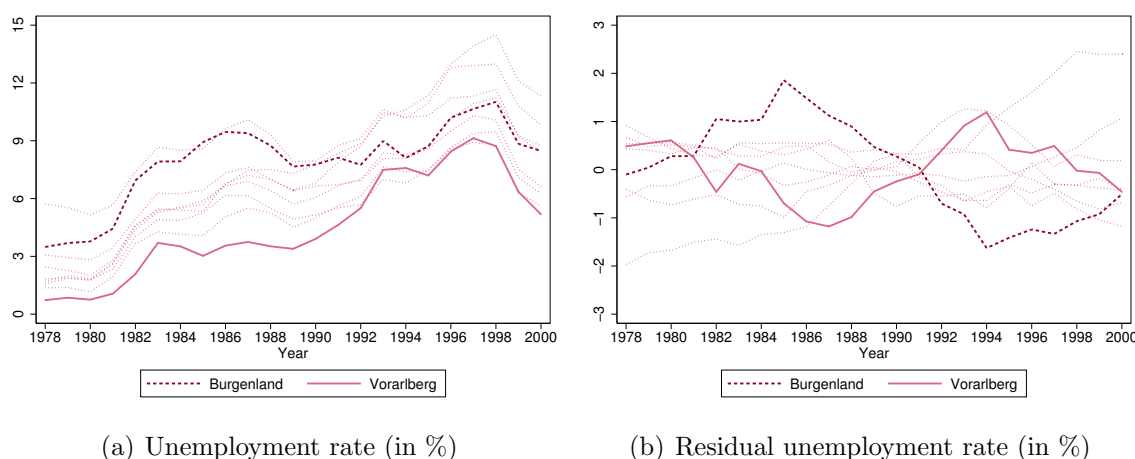 15
12
9
6
3
0
1978 1980 1982 1984 1986 1988 1990 1992 1994 1996 1998 2000
Year
Burgenland Vorarlberg
(a) Unemployment rate (in %)
3
2
1
0
−1
−2
−3
1978 1980 1982 1984 1986 1988 1990 1992 1994 1996 1998 2000
Year
Burgenland Vorarlberg
(b) Residual unemployment rate (in %)